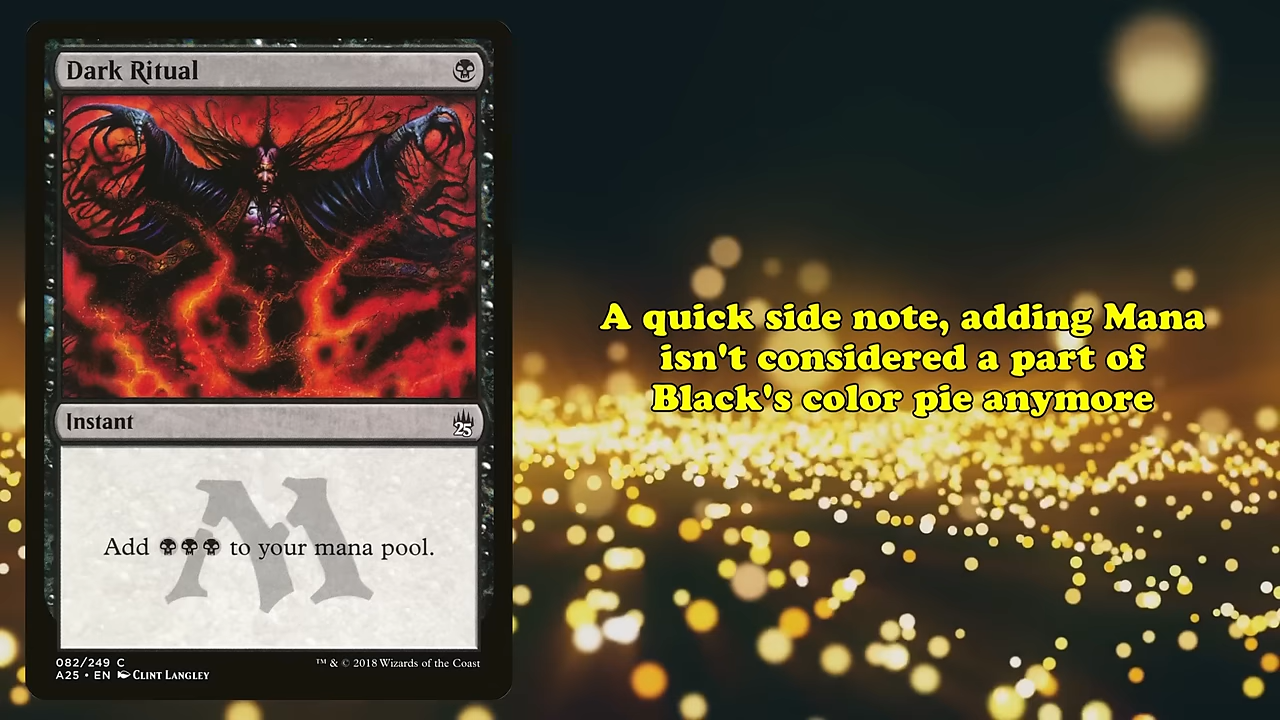 Dark Ritual
Instant
25
Add to your mana pool.
082/249 C
A25 • EN Clint Langley
™ & © 2018 Wizards of the Coast
A quick side note, adding Mana
isn't considered a part of
Black's color pie anymore